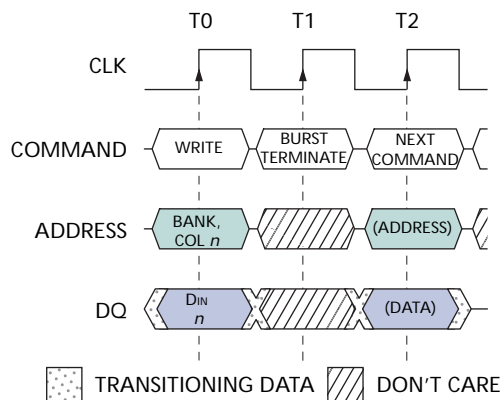 T0 T1 T2
CLK
COMMAND WRITE BURST TERMINATE NEXT COMMAND
ADDRESS BANK, COL n (ADDRESS)
DQ DIN n (DATA)
TRANSITIONING DATA DON'T CARE